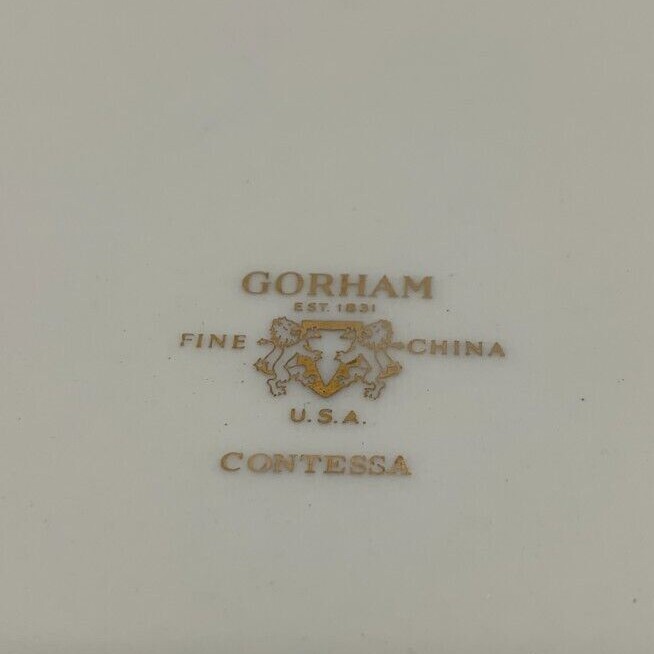 GORHAM
EST. 1831
FINE CHINA
U.S.A.
CONTESSA